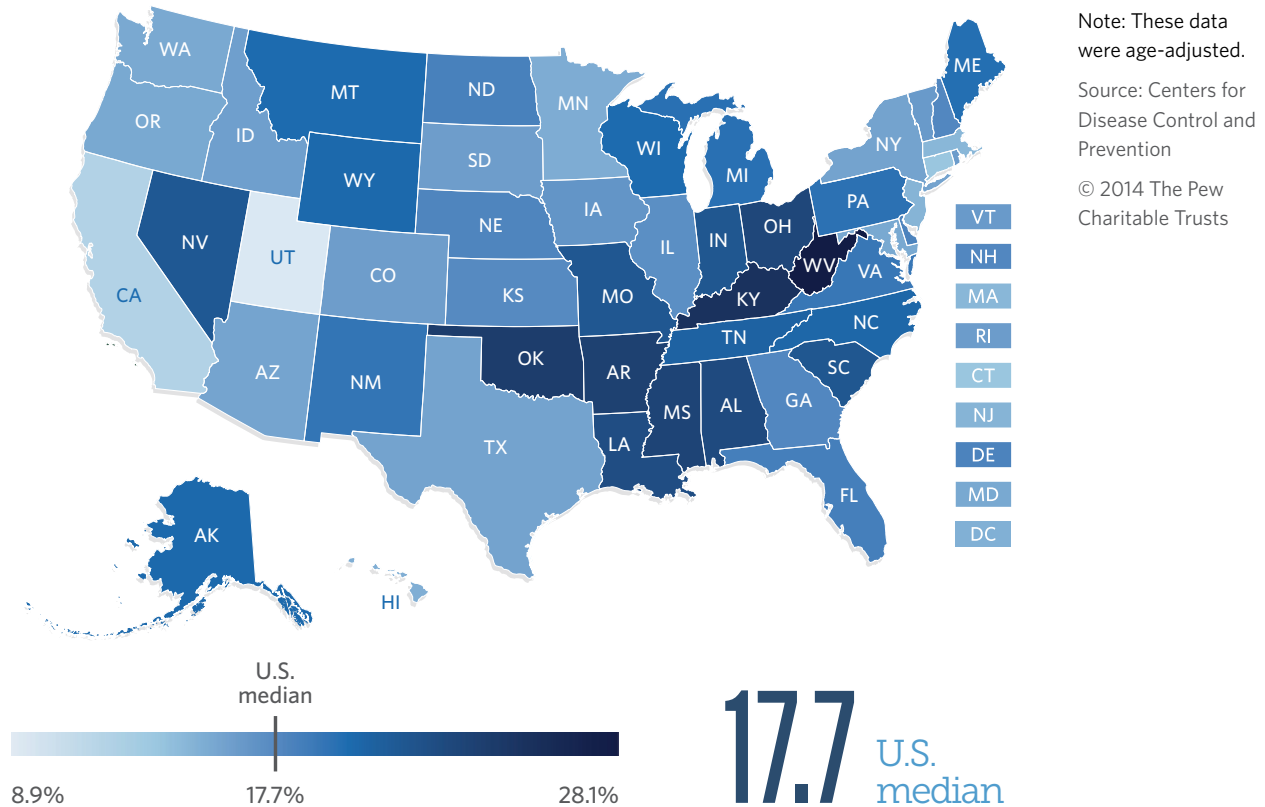 WA
OR
ID
MT
WY
NV
UT
CA
AZ
CO
NM
ND
SD
NE
KS
OK
TX
MN
IA
MO
AR
LA
WI
IL
MI
IN
OH
KY
TN
MS
AL
GA
FL
SC
NC
VA
WV
PA
NY
ME
AK
HI
VT
NH
MA
RI
CT
NJ
DE
MD
DC
Note: These data
were age-adjusted.
Source: Centers for
Disease Control and
Prevention
© 2014 The Pew
Charitable Trusts
U.S.
median
8.9%
17.7%
28.1%
17.7
U.S.
median